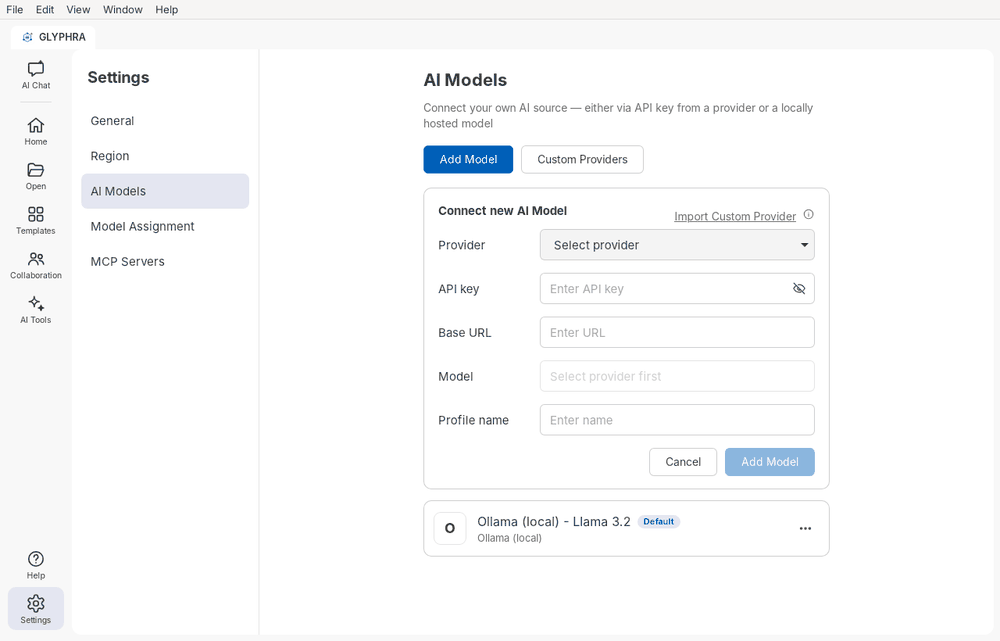 File Edit View Window Help
GLYPHRA
AI Chat
Home
Open
Templates
Collaboration
AI Tools
Help
Settings
Settings
General
Region
AI Models
Model Assignment
MCP Servers
AI Models
Connect your own AI source — either via API key from a provider or a locally
hosted model
Add Model Custom Providers
Connect new AI Model Import Custom Provider
Provider Select provider
API key Enter API key
Base URL Enter URL
Model Select provider first
Profile name Enter name
Cancel Add Model
O
Ollama (local) - Llama 3.2 Default
Ollama (local)